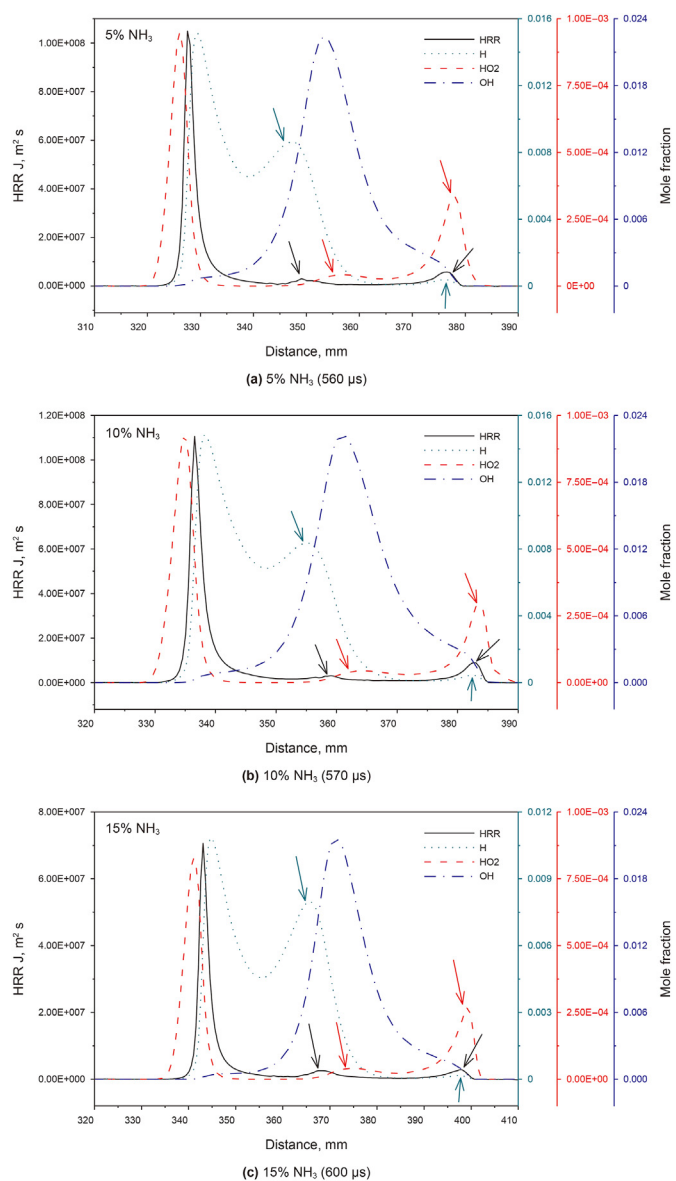 5% NH₃
HRR
H
HO2
OH
1.00E+008
8.00E+007
6.00E+007
4.00E+007
2.00E+007
0.00E+000
HRR J, m² s
310 320 330 340 350 360 370 380 390
Distance, mm
0.016
0.012
0.008
0.004
0
1.00E−03
7.50E−04
5.00E−04
2.50E−04
0.00E+00
0.024
0.018
0.012
0.006
0
Mole fraction
(a) 5% NH₃ (560 µs)
10% NH₃
HRR
H
HO2
OH
1.20E+008
1.00E+008
8.00E+007
6.00E+007
4.00E+007
2.00E+007
0.00E+000
HRR J, m² s
320 330 340 350 360 370 380 390
Distance, mm
0.016
0.012
0.008
0.004
0
1.00E−03
7.50E−04
5.00E−04
2.50E−04
0.00E+00
0.024
0.018
0.012
0.006
0.000
Mole fraction
(b) 10% NH₃ (570 µs)
15% NH₃
HRR
H
HO2
OH
8.00E+007
6.00E+007
4.00E+007
2.00E+007
0.00E+000
HRR J, m² s
320 330 340 350 360 370 380 390 400 410
Distance, mm
0.012
0.009
0.006
0.003
0
1.00E−03
7.50E−04
5.00E−04
2.50E−04
0.00E+00
0.024
0.018
0.012
0.006
0.000
Mole fraction
(c) 15% NH₃ (600 µs)